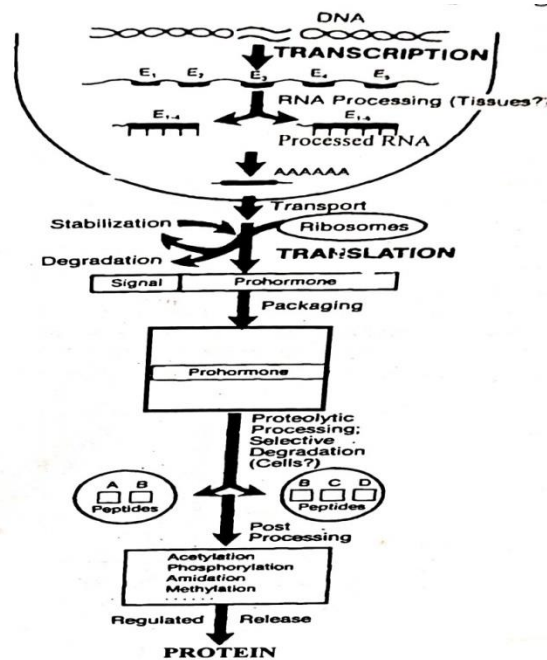 DNA
TRANSCRIPTION
E1 E2 E3 E4 E5
RNA Processing (Tissues??
E1-4 E1-5
Processed RNA
AAAAAA
Transport
Stabilization Ribosomes
TRANSLATION
Degradation
Signal Prohormone
Packaging
Prohormone
Proteolytic
Processing;
Selective
Degradation
(Cells?)
A B
Peptides
B C D
Peptides
Post
Processing
Acetylation
Phosphorylation
Amidation
Methylation
......
Regulated Release
PROTEIN